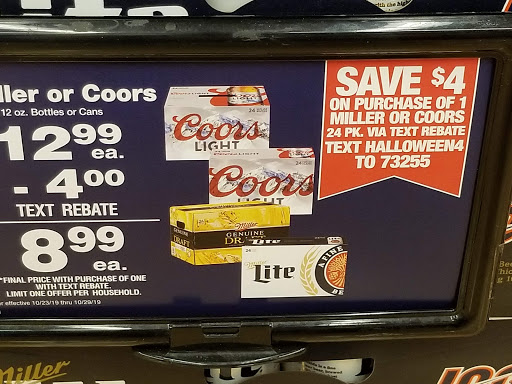 ller or Coors
12 oz. Bottles or Cans
12.99
ea.
- 4.00
TEXT REBATE
8.99
ea.
*FINAL PRICE WITH PURCHASE OF ONE
WITH TEXT REBATE.
LIMIT ONE OFFER PER HOUSEHOLD.
effective 10/23/19 thru 10/29/19
Coors
LIGHT
Coors
LIGHT
Miller
GENUINE
DRAFT
Lite
Lite
A FINE
SAVE $4
ON PURCHASE OF 1
MILLER OR COORS
24 PK. VIA TEXT REBATE
TEXT HALLOWEEN4
TO 73255
Miller